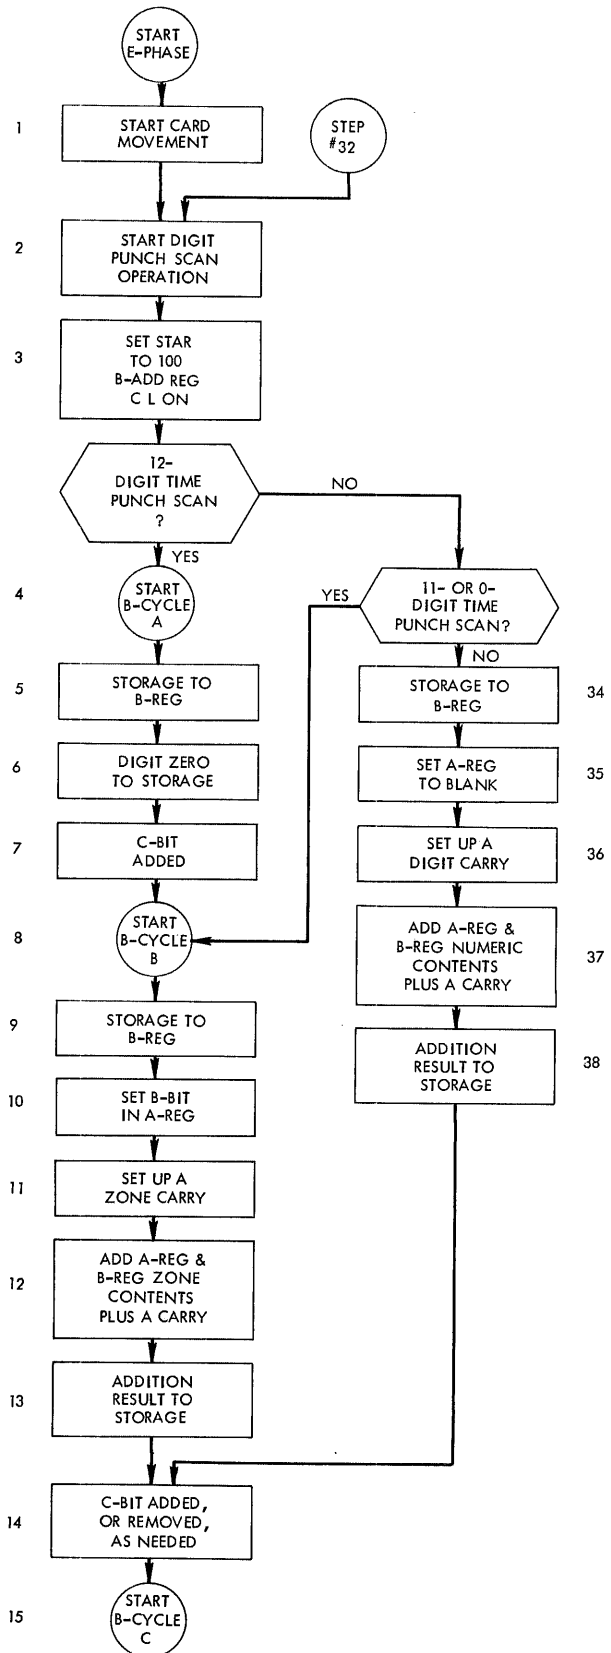 START
E-PHASE
1
START CARD
MOVEMENT
STEP
#32
2
START DIGIT
PUNCH SCAN
OPERATION
3
SET STAR
TO 100
B-ADD REG
C L ON
12-
DIGIT TIME
PUNCH SCAN
?
NO
YES
4
START
B-CYCLE
A
YES
11- OR 0-
DIGIT TIME
PUNCH SCAN?
NO
5
STORAGE TO
B-REG
STORAGE TO
B-REG
34
6
DIGIT ZERO
TO STORAGE
SET A-REG
TO BLANK
35
7
C-BIT
ADDED
SET UP A
DIGIT CARRY
36
8
START
B-CYCLE
B
ADD A-REG &
B-REG NUMERIC
CONTENTS
PLUS A CARRY
37
9
STORAGE TO
B-REG
ADDITION
RESULT TO
STORAGE
38
10
SET B-BIT
IN A-REG
11
SET UP A
ZONE CARRY
12
ADD A-REG &
B-REG ZONE
CONTENTS
PLUS A CARRY
13
ADDITION
RESULT TO
STORAGE
14
C-BIT ADDED,
OR REMOVED,
AS NEEDED
15
START
B-CYCLE
C